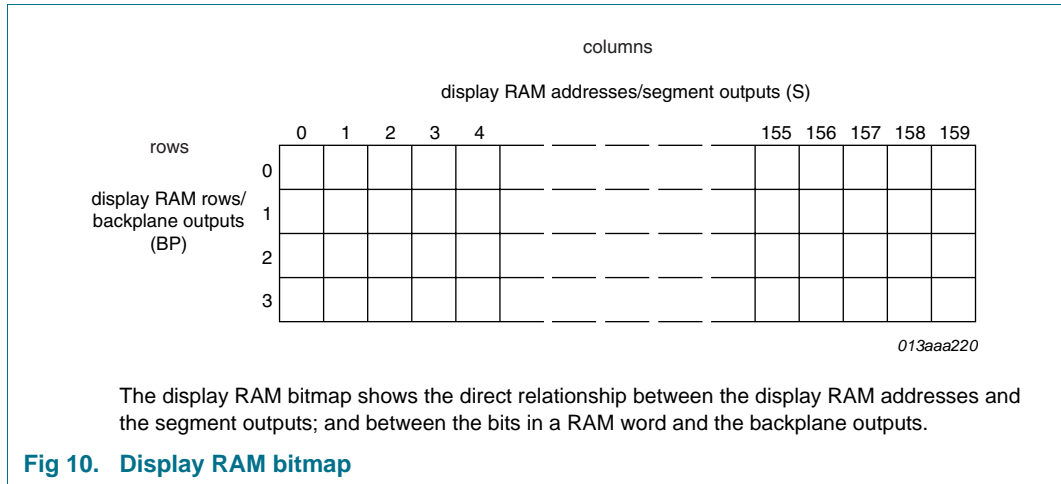 columns
display RAM addresses/segment outputs (S)
0 1 2 3 4 155 156 157 158 159
rows
0
display RAM rows/
backplane outputs
(BP)
1
2
3
013aaa220
The display RAM bitmap shows the direct relationship between the display RAM addresses and
the segment outputs; and between the bits in a RAM word and the backplane outputs.
Fig 10. Display RAM bitmap